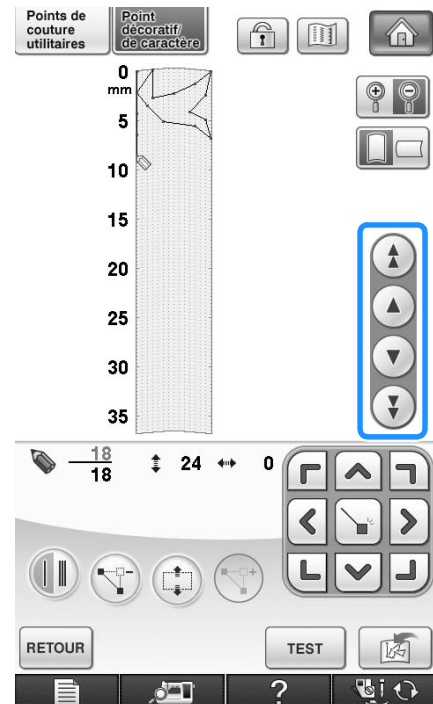 Points de
couture
utilitaires
Point
décoratif/
de caractère
0
mm
5
10
15
20
25
30
35
18
18
24
0
RETOUR
TEST
?